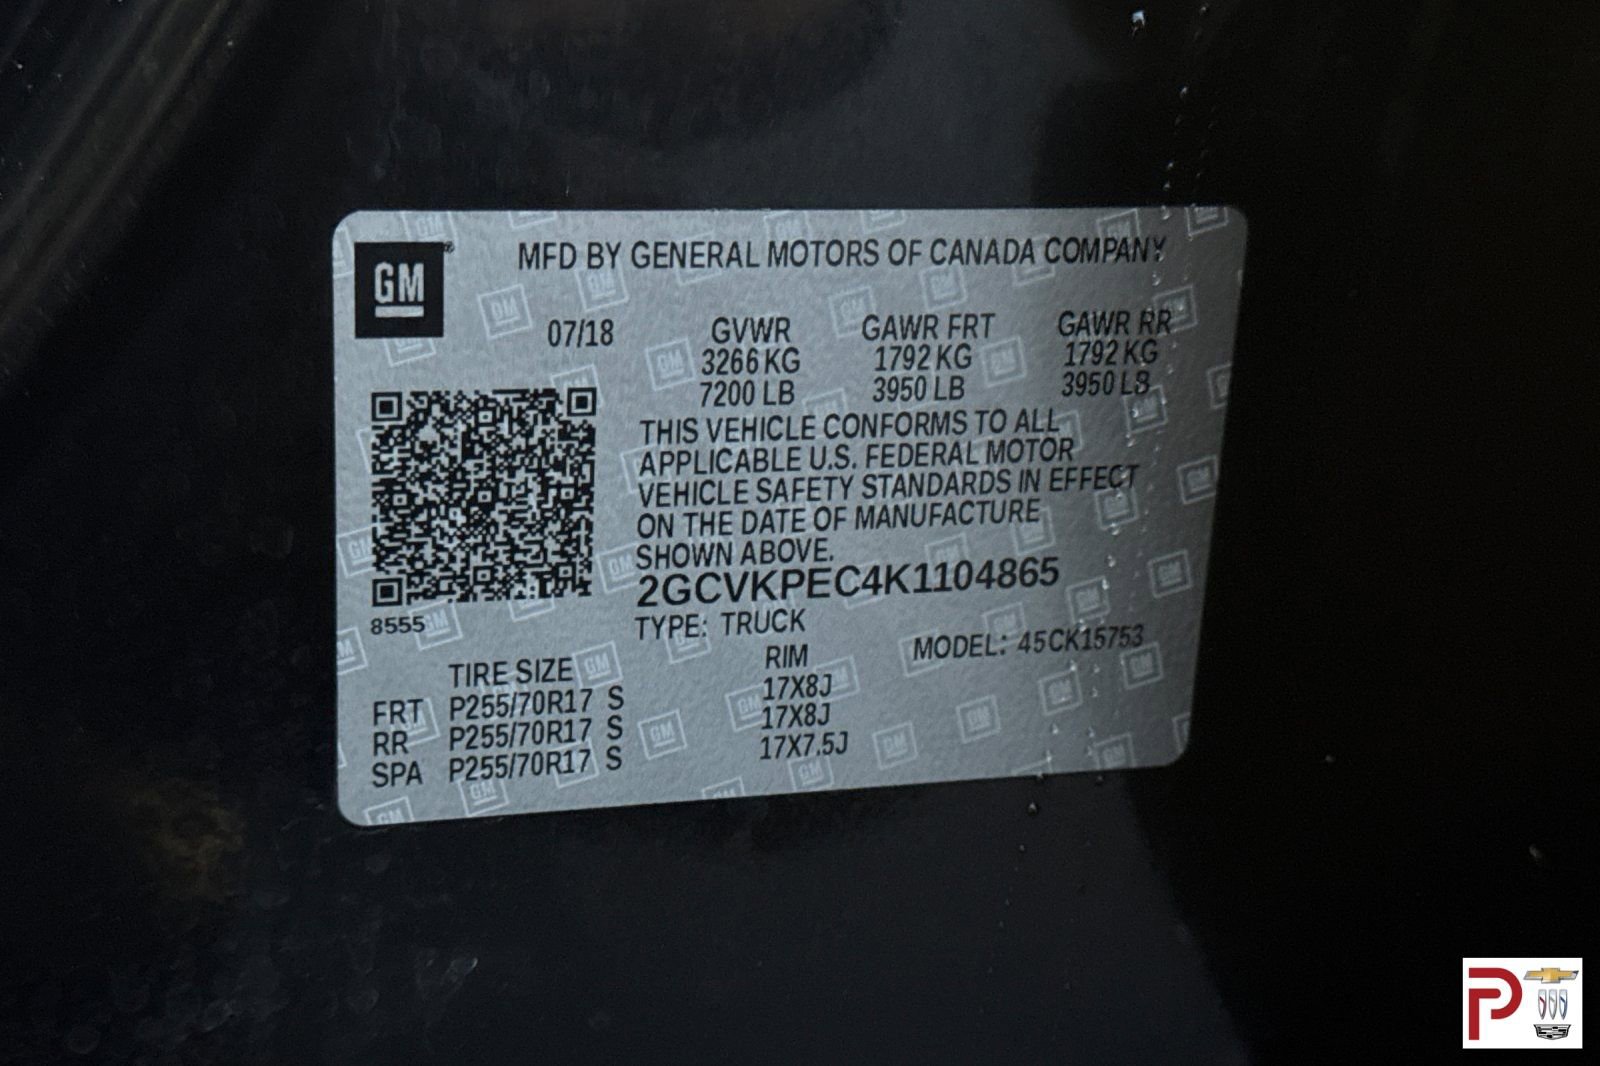 GM
MFD BY GENERAL MOTORS OF CANADA COMPANY
07/18 GVWR GAWR FRT GAWR RR
3266 KG 1792 KG 1792 KG
7200 LB 3950 LB 3950 LB
THIS VEHICLE CONFORMS TO ALL
APPLICABLE U.S. FEDERAL MOTOR
VEHICLE SAFETY STANDARDS IN EFFECT
ON THE DATE OF MANUFACTURE
SHOWN ABOVE.
2GCVKPEC4K1104865
8555
TYPE: TRUCK
MODEL: 45CK15753
TIRE SIZE RIM
FRT P255/70R17 S 17X8J
RR P255/70R17 S 17X8J
SPA P255/70R17 S 17X7.5J
P